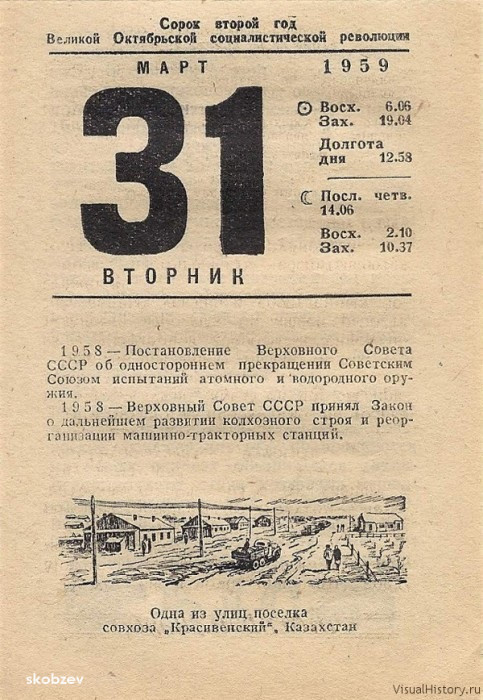 Сорок второй год
Великой Октябрьской социалистической революции
МАРТ
1959
31
Восх. 6.06
Зах. 19.04
Долгота
дня 12.58
Посл. четв.
14.06
Восх. 2.10
Зах. 10.37
ВТОРНИК
1958 — Постановление Верховного Совета
СССР об одностороннем прекращении Советским
Союзом испытаний атомного и водородного ору-
жия.
1958 — Верховный Совет СССР принял Закон
о дальнейшем развитии колхозного строя и реор-
ганизации машинно-тракторных станций.
Одна из улиц поселка
совхоза „Красивенский“, Казахстан
skobzev
VisualHistory.ru